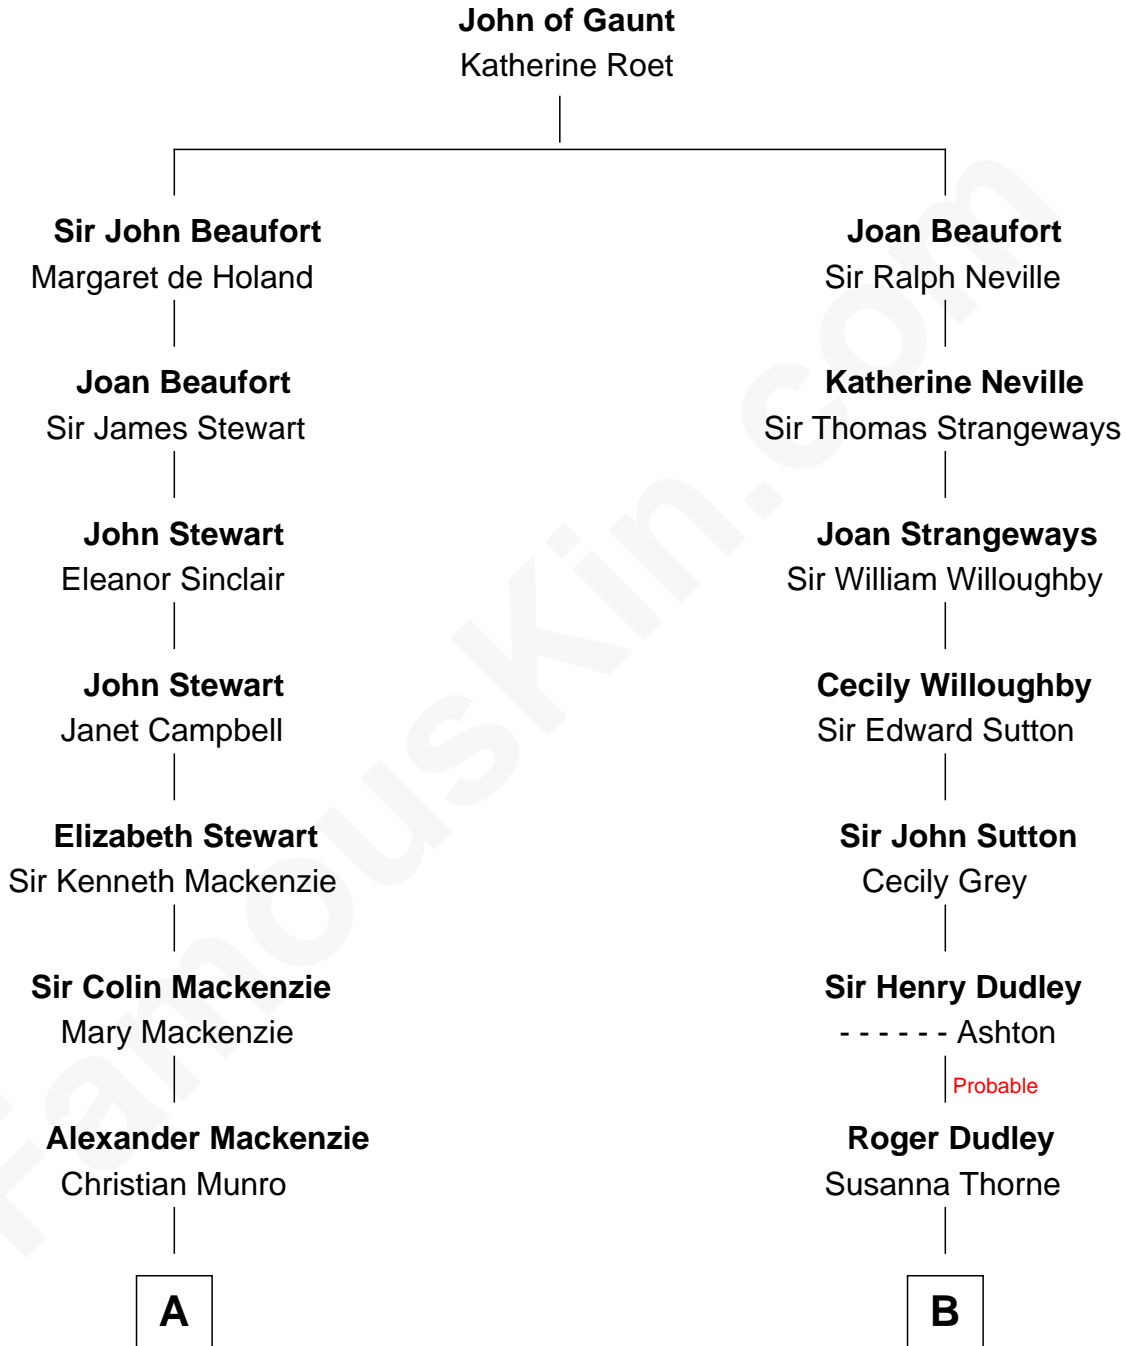 John of Gaunt
Katherine Roet
Sir John Beaufort
Margaret de Holand
Joan Beaufort
Sir Ralph Neville
Joan Beaufort
Sir James Stewart
Katherine Neville
Sir Thomas Strangeways
John Stewart
Eleanor Sinclair
Joan Strangeways
Sir William Willoughby
John Stewart
Janet Campbell
Cecily Willoughby
Sir Edward Sutton
Elizabeth Stewart
Sir Kenneth Mackenzie
Sir John Sutton
Cecily Grey
Sir Colin Mackenzie
Mary Mackenzie
Sir Henry Dudley
- - - - - - Ashton
Probable
Alexander Mackenzie
Christian Munro
Roger Dudley
Susanna Thorne
A
B
FamousKin.com